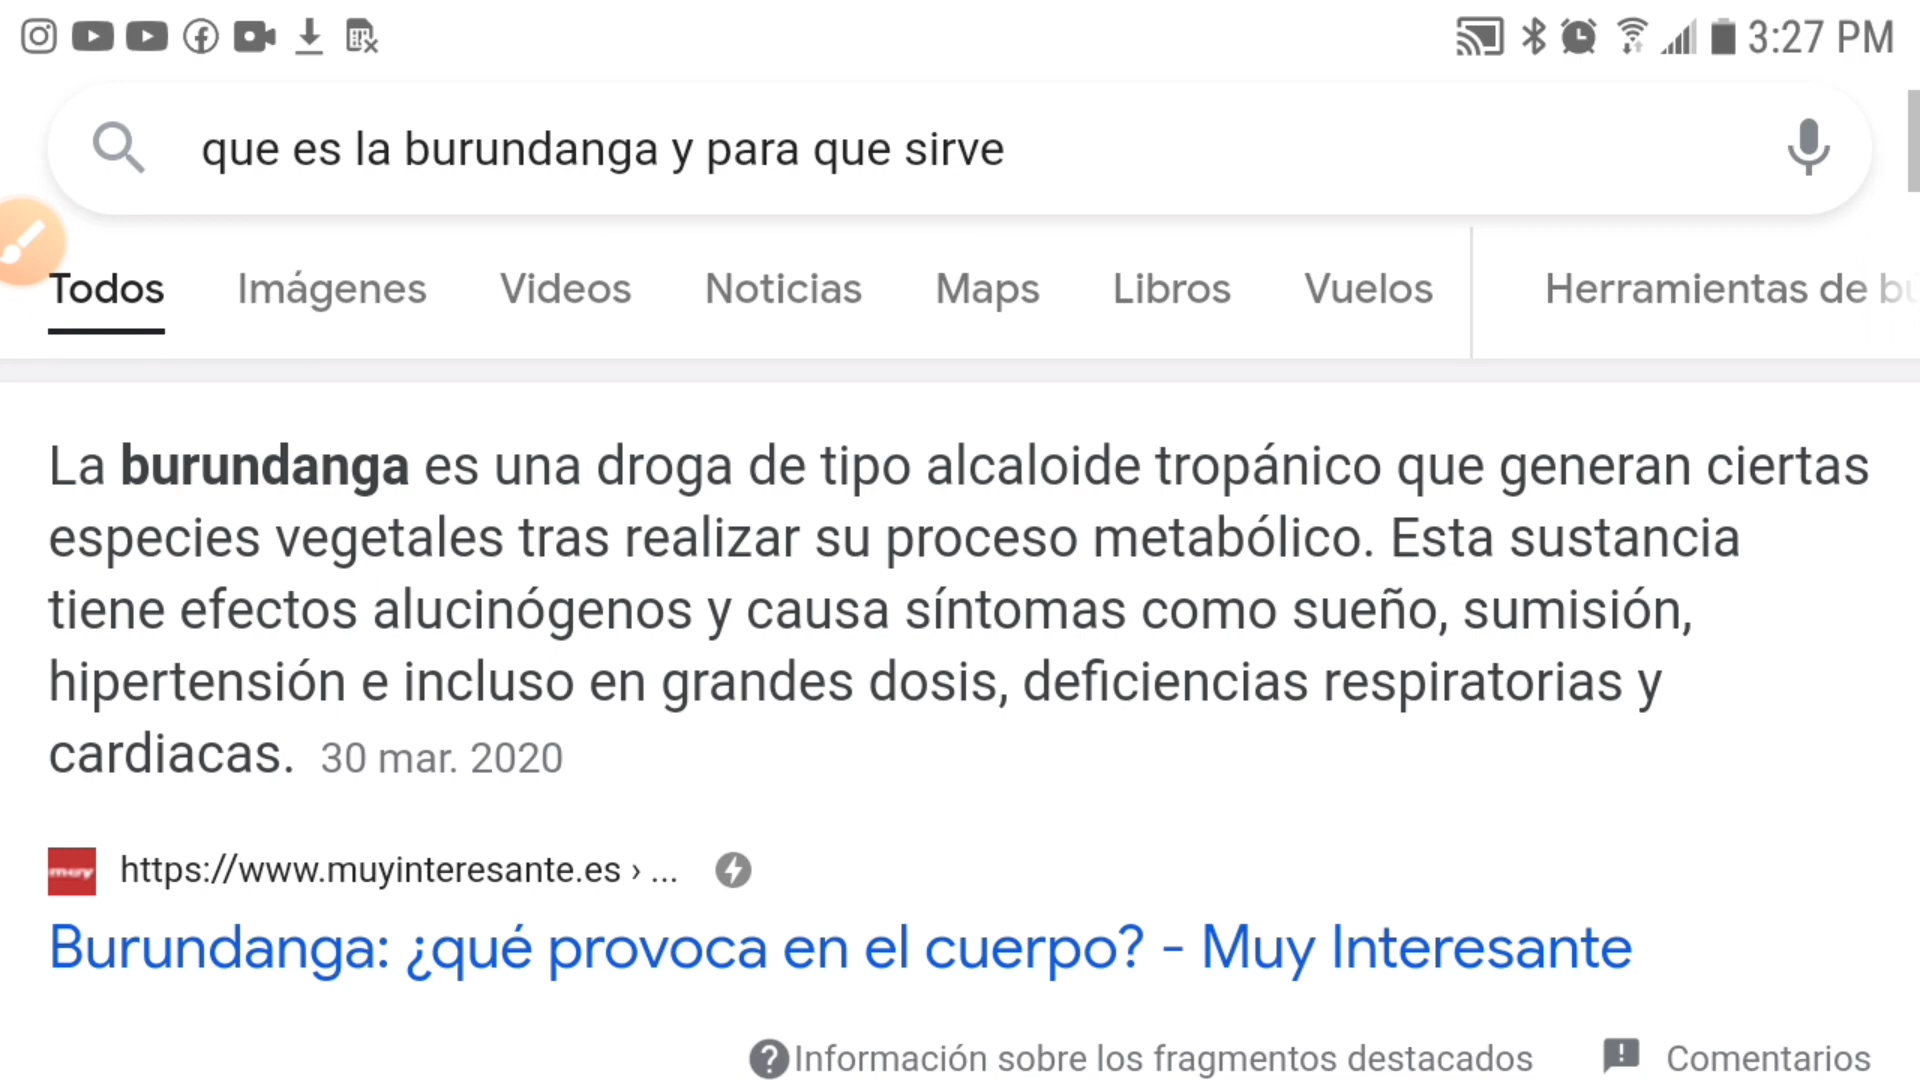 3:27 PM
que es la burundanga y para que sirve
Todos Imágenes Videos Noticias Maps Libros Vuelos Herramientas de bú
La burundanga es una droga de tipo alcaloide tropánico que generan ciertas
especies vegetales tras realizar su proceso metabólico. Esta sustancia
tiene efectos alucinógenos y causa síntomas como sueño, sumisión,
hipertensión e incluso en grandes dosis, deficiencias respiratorias y
cardiacas. 30 mar. 2020
muy https://www.muyinteresante.es › ...
Burundanga: ¿qué provoca en el cuerpo? - Muy Interesante
Información sobre los fragmentos destacados Comentarios